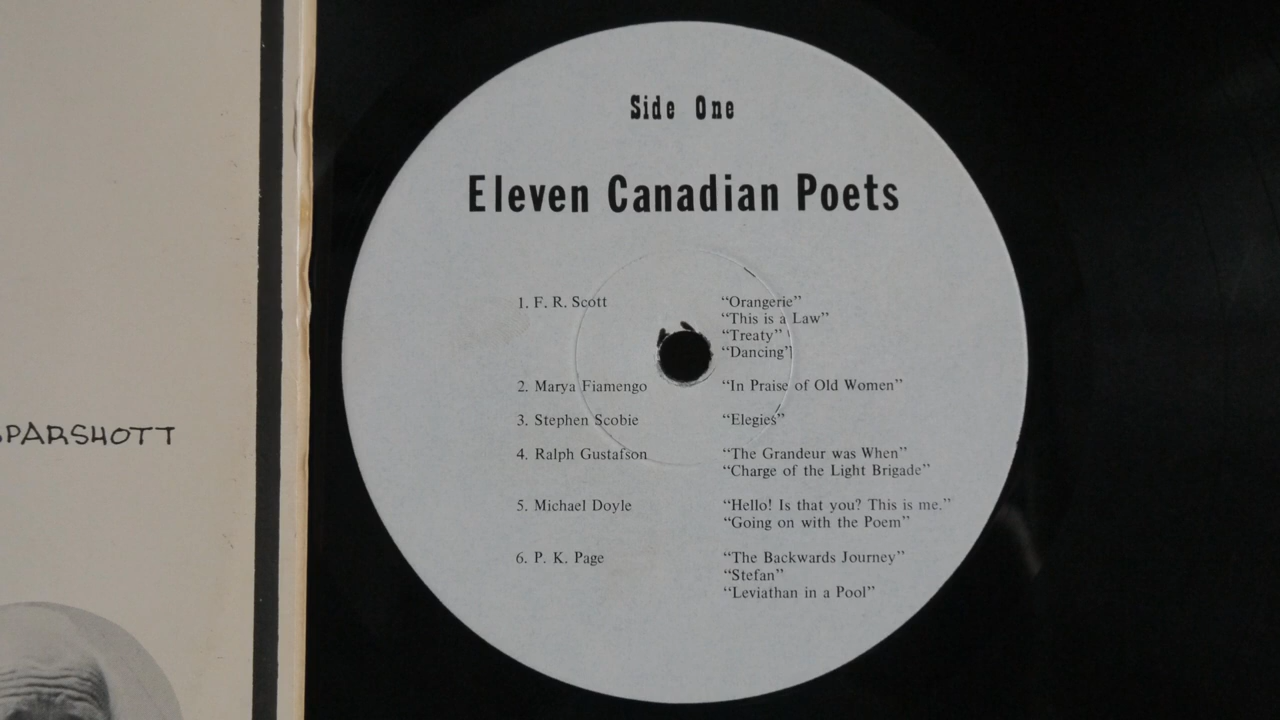 Side One
Eleven Canadian Poets
1. F. R. Scott "Orangerie"
"This is a Law"
"Treaty"
"Dancing"
2. Marya Fiamengo "In Praise of Old Women"
3. Stephen Scobie "Elegies"
4. Ralph Gustafson "The Grandeur was When"
"Charge of the Light Brigade"
5. Michael Doyle "Hello! Is that you? This is me."
"Going on with the Poem"
6. P. K. Page "The Backwards Journey"
"Stefan"
"Leviathan in a Pool"
SPARSHOTT